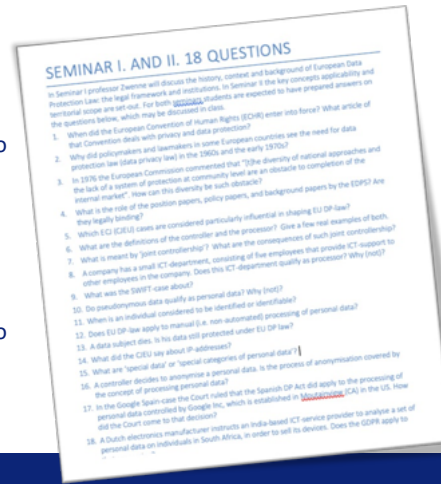 SEMINAR I. AND II. 18 QUESTIONS
In Seminar I professor Zwenne will discuss the history, context and background of European Data
Protection Law: the legal framework and institutions. In Seminar II the key concepts applicability and
territorial scope are set-out. For both seminars students are expected to have prepared answers on
the questions below, which may be discussed in class.
1. When did the European Convention of Human Rights (ECHR) enter into force? What article of
that Convention deals with privacy and data protection?
2. Why did policymakers and lawmakers in some European countries see the need for data
protection law (data privacy law) in the 1960s and the early 1970s?
3. In 1976 the European Commission commented that "[t]he diversity of national approaches and
the lack of a system of protection at community level are an obstacle to completion of the
internal market". How can this diversity be such obstacle?
4. What is the role of the position papers, policy papers, and background papers by the EDPS? Are
they legally binding?
5. Which ECJ (CJEU) cases are considered particularly influential in shaping EU DP-law?
6. What are the definitions of the controller and the processor? Give a few real examples of both.
7. What is meant by 'joint controllership'? What are the consequences of such joint controllership?
8. A company has a small ICT-department, consisting of five employees that provide ICT-support to
other employees in the company. Does this ICT-department qualify as processor? Why (not)?
9. What was the SWIFT-case about?
10. Do pseudonymous data qualify as personal data? Why (not)?
11. When is an individual considered to be identified or identifiable?
12. Does EU DP-law apply to manual (i.e. non-automated) processing of personal data?
13. A data subject dies. Is his data still protected under EU DP law?
14. What did the CJEU say about IP-addresses?
15. What are 'special data' or 'special categories of personal data'?
16. A controller decides to anonymise a personal data. Is the process of anonymisation covered by
the concept of processing personal data?
17. In the Google Spain-case the Court ruled that the Spanish DP Act did apply to the processing of
personal data controlled by Google Inc, which is established in Moutainview (CA) in the US. How
did the Court come to that decision?
18. A Dutch electronics manufacturer instructs an India-based ICT-service provider to analyse a set of
personal data on individuals in South Africa, in order to sell its devices. Does the GDPR apply to